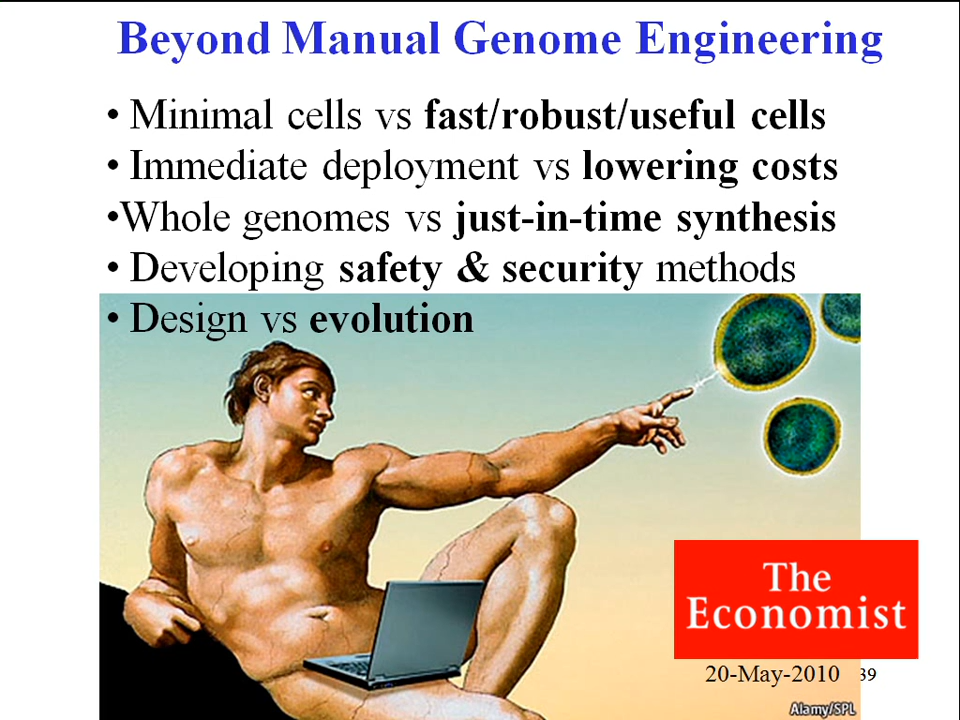 Beyond Manual Genome Engineering
• Minimal cells vs fast/robust/useful cells
• Immediate deployment vs lowering costs
•Whole genomes vs just-in-time synthesis
• Developing safety & security methods
• Design vs evolution
The
Economist
20-May-2010
39
Alamy/SPL